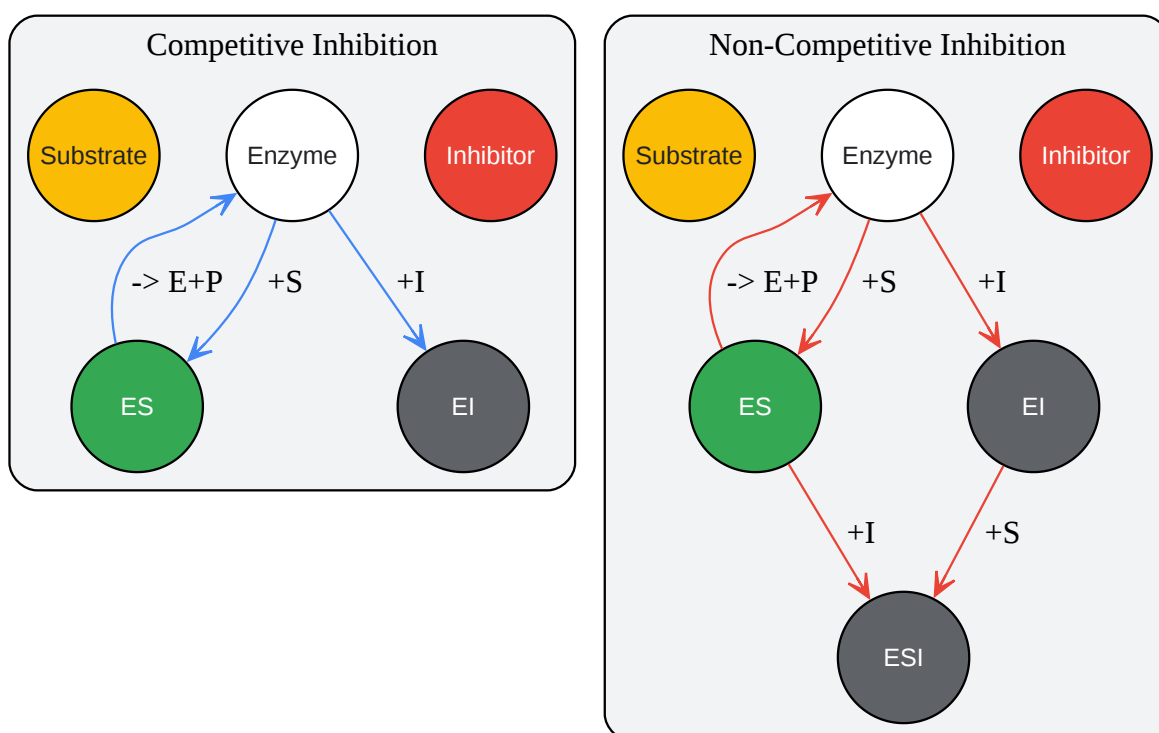 Competitive Inhibition
Substrate
Enzyme
Inhibitor
-> E+P
+S
+I
ES
EI
Non-Competitive Inhibition
Substrate
Enzyme
Inhibitor
-> E+P
+S
+I
ES
EI
+I
+S
ESI